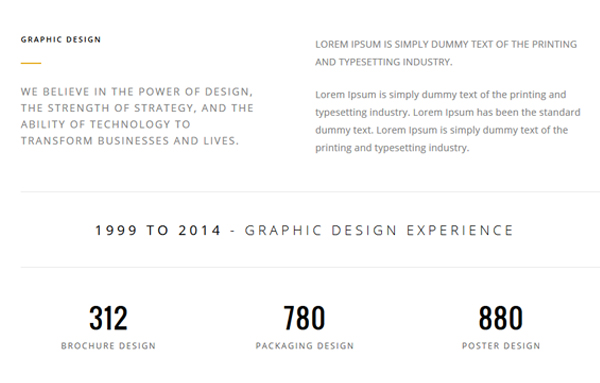 GRAPHIC DESIGN
WE BELIEVE IN THE POWER OF DESIGN,
THE STRENGTH OF STRATEGY, AND THE
ABILITY OF TECHNOLOGY TO
TRANSFORM BUSINESSES AND LIVES.
LOREM IPSUM IS SIMPLY DUMMY TEXT OF THE PRINTING
AND TYPESETTING INDUSTRY.
Lorem Ipsum is simply dummy text of the printing and
typesetting industry. Lorem Ipsum has been the standard
dummy text. Lorem Ipsum is simply dummy text of the
printing and typesetting industry.
1999 TO 2014 - GRAPHIC DESIGN EXPERIENCE
312
BROCHURE DESIGN
780
PACKAGING DESIGN
880
POSTER DESIGN